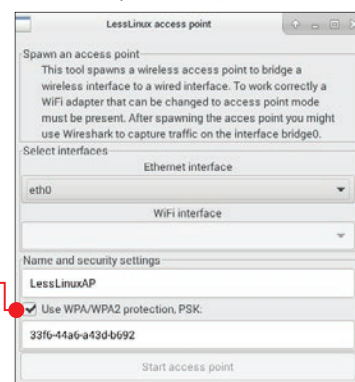 LessLinux access point
Spawn an access point
This tool spawns a wireless access point to bridge a
wireless interface to a wired interface. To work correctly a
WiFi adapter that can be changed to access point mode
must be present. After spawning the acces point you might
use Wireshark to capture traffic on the interface bridge0.
Select interfaces
Ethernet interface
eth0
WiFi interface
Name and security settings
LessLinuxAP
Use WPA/WPA2 protection, PSK:
33f6-44a6-a43d-b692
Start access point